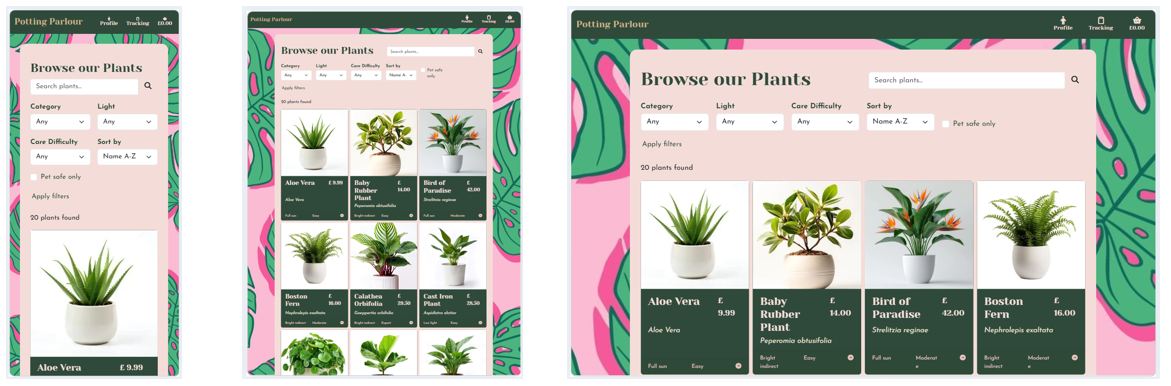 Potting Parlour
Profile Tracking £0.00
Browse our Plants
Search plants...
Category Light
Any Any
Care Difficulty Sort by
Any Name A-Z
Pet safe only
Apply filters
20 plants found
Aloe Vera £ 9.99
Potting Parlour
Profile Tracking £0.00
Browse our Plants
Search plants...
Category Light Care Difficulty Sort by
Any Any Any Name A-
Pet safe
only
Apply filters
20 plants found
Aloe Vera £ 9.99
Aloe Vera
Full sun Easy
Baby
Rubber
Plant
£
14.00
Peperomia obtusifolia
Bright indirect Easy
Bird of
Paradise
£
42.00
Strelitzia reginae
Full sun Moderate
Boston
Fern
£
16.00
Nephrolepis exaltata
Bright indirect Moderate
Calathea
Orbifolia
£
29.50
Goeppertia orbifolia
Bright indirect Expert
Cast Iron
Plant
£
28.50
Aspidistra elatior
Low light Easy
Potting Parlour
Profile Tracking £0.00
Browse our Plants
Search plants...
Category Light Care Difficulty Sort by
Any Any Any Name A-Z
Pet safe only
Apply filters
20 plants found
Aloe Vera
£
9.99
Aloe Vera
Full sun Easy
Baby
Rubber
Plant
£
14.00
Peperomia obtusifolia
Bright
indirect
Easy
Bird of
Paradise
£
42.00
Strelitzia reginae
Full sun
Moderat
e
Boston
Fern
£
16.00
Nephrolepis exaltata
Bright
indirect
Moderat
e